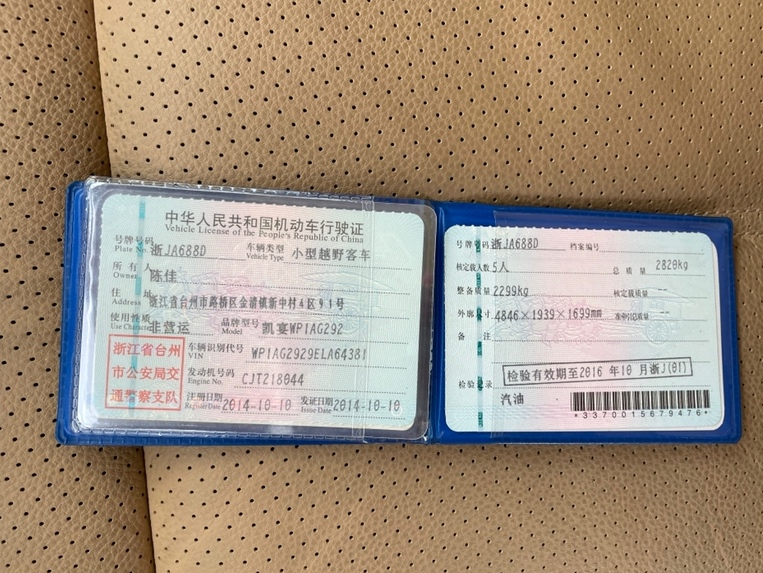 中华人民共和国机动车行驶证
Vehicle License of the People's Republic of China
号牌号码 Plate No. 浙JA688D 车辆类型 Vehicle Type 小型越野客车
所有人 Owner 陈佳
住址 Address 浙江省台州市路桥区金清镇新中村4区91号
使用性质 Use Character 非营运 品牌型号 Model 凯宴WP1AG292
浙江省台州
市公安局交
通警察支队
车辆识别代号 VIN WP1AG2929ELA64381
发动机号码 Engine No. CJT218044
注册日期 Register Date 2014-10-10 发证日期 Issue Date 2014-10-10
号牌号码 浙JA688D 档案编号
核定载人数 5人 总质量 2820kg
整备质量 2299kg 核定载质量 --
外廓尺寸 4846×1939×1699mm 准牵引总质量 --
备注
检验记录 检验有效期至2016年10月浙J(01)
汽油
*3370015679476*